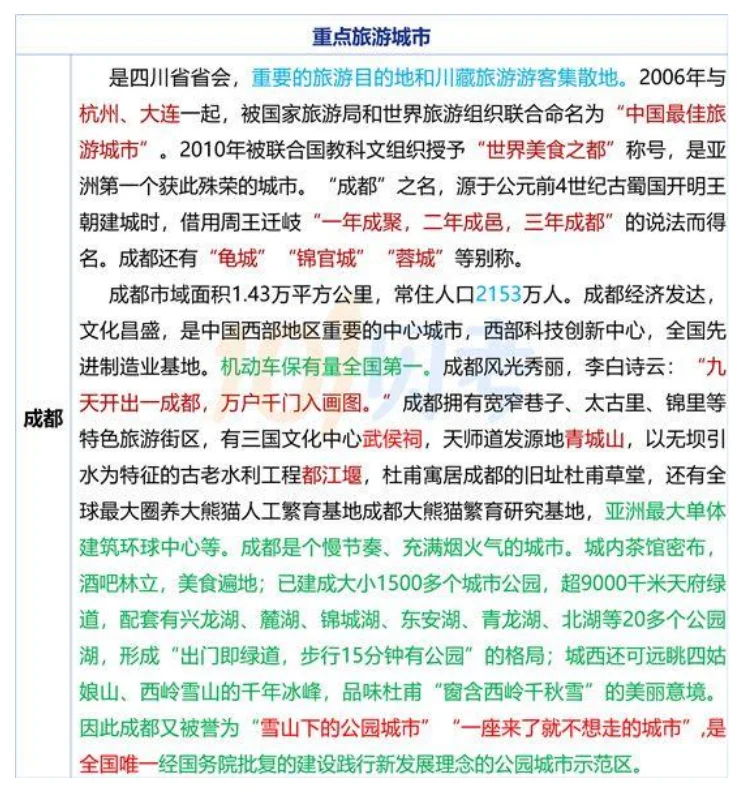 重点旅游城市
是四川省省会，重要的旅游目的地和川藏旅游游客集散地。2006年与
杭州、大连一起，被国家旅游局和世界旅游组织联合命名为“中国最佳旅
游城市”。2010年被联合国教科文组织授予“世界美食之都”称号，是亚
洲第一个获此殊荣的城市。“成都”之名，源于公元前4世纪古蜀国开明王
朝建城时，借用周王迁岐“一年成聚，二年成邑，三年成都”的说法而得
名。成都还有“龟城”“锦官城”“蓉城”等别称。
成都市域面积1.43万平方公里，常住人口2153万人。成都经济发达，
文化昌盛，是中国西部地区重要的中心城市，西部科技创新中心，全国先
进制造业基地。机动车保有量全国第一。成都风光秀丽，李白诗云：“九
天开出一成都，万户千门入画图。”成都拥有宽窄巷子、太古里、锦里等
成都
特色旅游街区，有三国文化中心武侯祠，天师道发源地青城山，以无坝引
水为特征的古老水利工程都江堰，杜甫寓居成都的旧址杜甫草堂，还有全
球最大圈养大熊猫人工繁育基地成都大熊猫繁育研究基地，亚洲最大单体
建筑环球中心等。成都是个慢节奏、充满烟火气的城市。城内茶馆密布，
酒吧林立，美食遍地；已建成大小1500多个城市公园，超9000千米天府绿
道，配套有兴龙湖、麓湖、锦城湖、东安湖、青龙湖、北湖等20多个公园
湖，形成“出门即绿道，步行15分钟有公园”的格局；城西还可远眺四姑
娘山、西岭雪山的千年冰峰，品味杜甫“窗含西岭千秋雪”的美丽意境。
因此成都又被誉为“雪山下的公园城市”“一座来了就不想走的城市”,是
全国唯一经国务院批复的建设践行新发展理念的公园城市示范区。